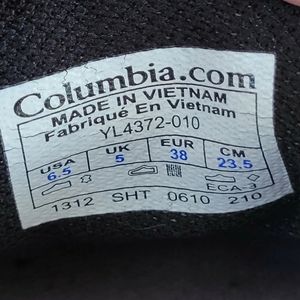 Columbia.com
MADE IN VIETNAM
Fabriqué En Vietnam
YL4372-010
USA UK EUR CM
6.5 5 38 23.5
ECA-3
1312 SHT 0610 210